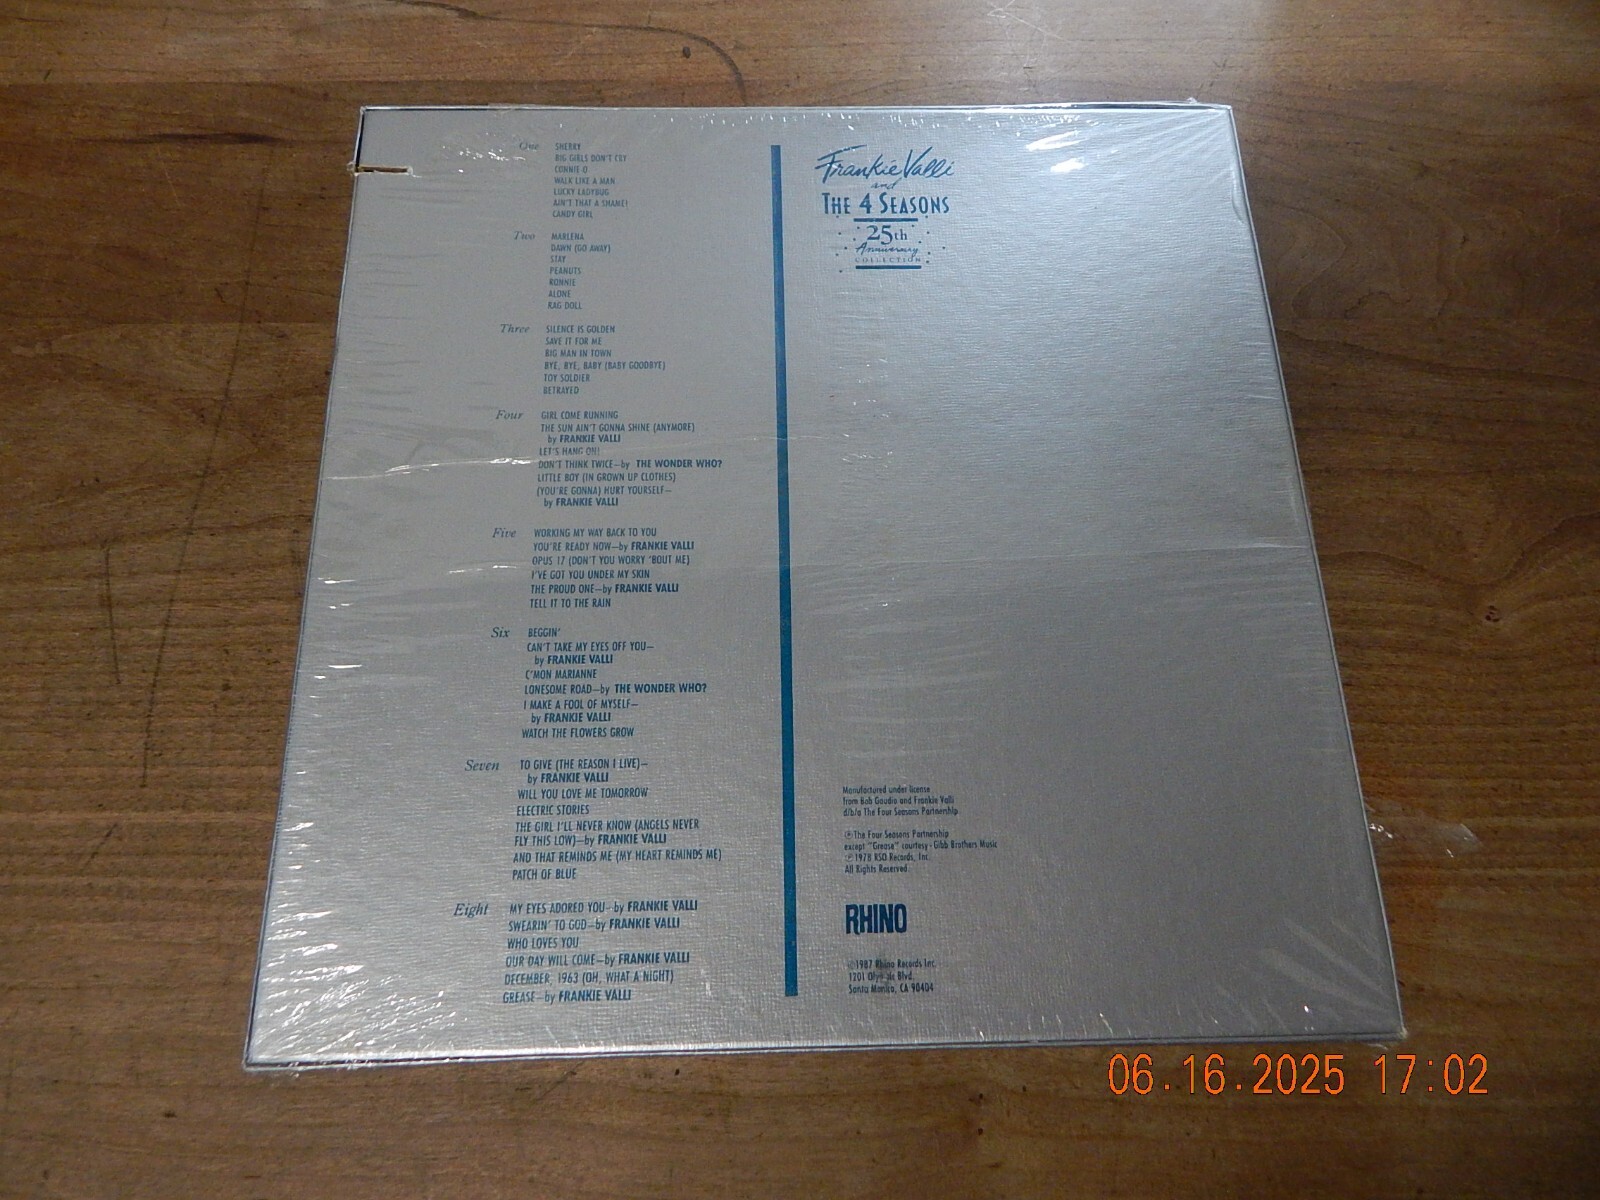 One SHERRY
BIG GIRLS DON'T CRY
CONNIE O
WALK LIKE A MAN
LUCKY LADYBUG
AIN'T THAT A SHAME!
CANDY GIRL
Two MARLENA
DAWN (GO AWAY)
STAY
PEANUTS
RONNIE
ALONE
RAG DOLL
Three SILENCE IS GOLDEN
SAVE IT FOR ME
BIG MAN IN TOWN
BYE, BYE, BABY (BABY GOODBYE)
TOY SOLDIER
BETRAYED
Four GIRL COME RUNNING
THE SUN AIN'T GONNA SHINE (ANYMORE)
by FRANKIE VALLI
LET'S HANG ON!
DON'T THINK TWICE—by THE WONDER WHO?
LITTLE BOY (IN GROWN UP CLOTHES)
(YOU'RE GONNA) HURT YOURSELF—
by FRANKIE VALLI
Five WORKING MY WAY BACK TO YOU
YOU'RE READY NOW—by FRANKIE VALLI
OPUS 17 (DON'T YOU WORRY 'BOUT ME)
I'VE GOT YOU UNDER MY SKIN
THE PROUD ONE—by FRANKIE VALLI
TELL IT TO THE RAIN
Six BEGGIN'
CAN'T TAKE MY EYES OFF YOU—
by FRANKIE VALLI
C'MON MARIANNE
LONESOME ROAD—by THE WONDER WHO?
I MAKE A FOOL OF MYSELF—
by FRANKIE VALLI
WATCH THE FLOWERS GROW
Seven TO GIVE (THE REASON I LIVE)—
by FRANKIE VALLI
WILL YOU LOVE ME TOMORROW
ELECTRIC STORIES
THE GIRL I'LL NEVER KNOW (ANGELS NEVER
FLY THIS LOW)—by FRANKIE VALLI
AND THAT REMINDS ME (MY HEART REMINDS ME)
PATCH OF BLUE
Eight MY EYES ADORED YOU—by FRANKIE VALLI
SWEARIN' TO GOD—by FRANKIE VALLI
WHO LOVES YOU
OUR DAY WILL COME—by FRANKIE VALLI
DECEMBER, 1963 (OH, WHAT A NIGHT)
GREASE—by FRANKIE VALLI
Frankie Valli
and
THE 4 SEASONS
25th
Anniversary
COLLECTION
Manufactured under license
from Bob Gaudio and Frankie Valli
d/b/a The Four Seasons Partnership
℗ The Four Seasons Partnership
except "Grease" courtesy Gibb Brothers Music
℗ 1978 RSO Records, Inc.
All Rights Reserved.
RHINO
©1987 Rhino Records Inc.
1201 Olympic Blvd.
Santa Monica, CA 90404
06.16.2025 17:02